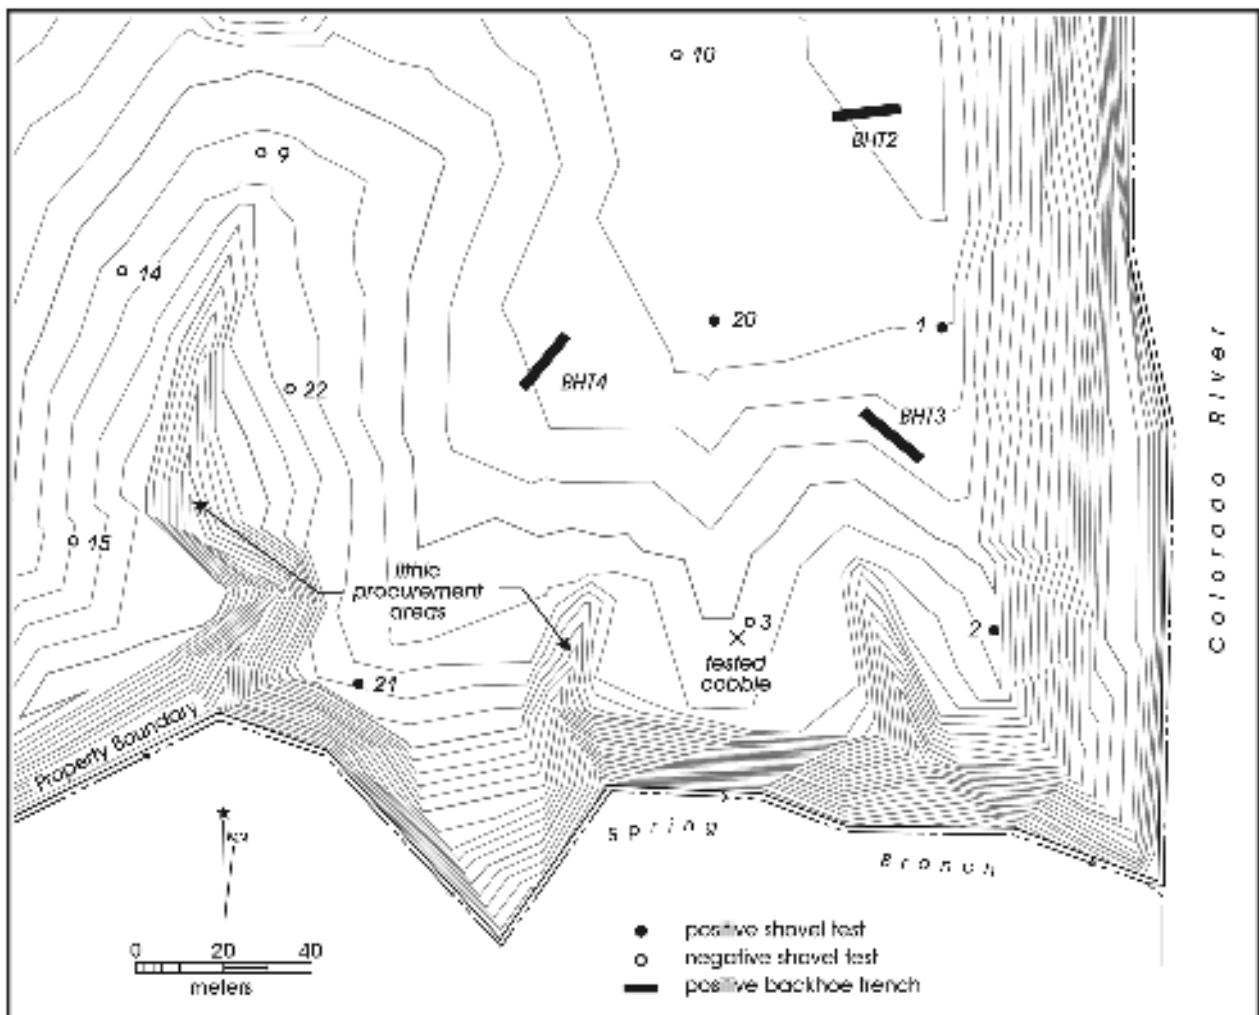 10
BHT2
9
14
20
1
22
BHT4
BHT3
15
lithic
procurement
areas
3
tested
cobble
2
21
Colorado River
Property Boundary
Spring
Branch
0 20 40
meters
positive shovel test
negative shovel test
positive backhoe trench